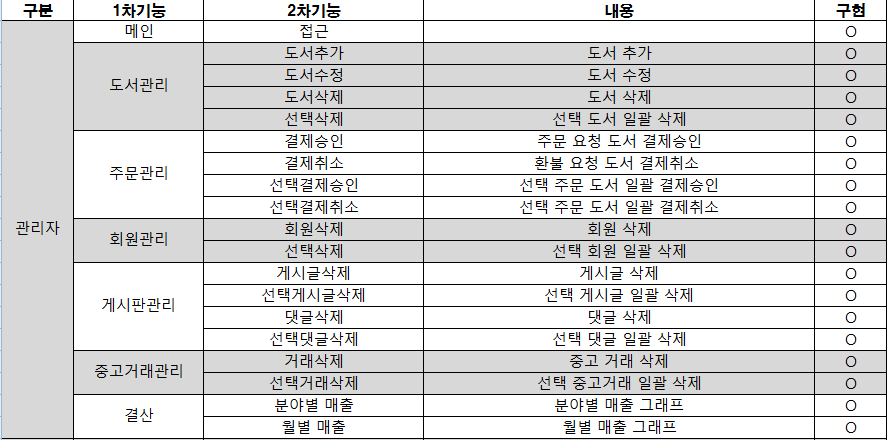 구분 1차기능 2차기능 내용 구현
관리자 메인 접근 O
도서관리 도서추가 도서 추가 O
도서수정 도서 수정 O
도서삭제 도서 삭제 O
선택삭제 선택 도서 일괄 삭제 O
주문관리 결제승인 주문 요청 도서 결제승인 O
결제취소 환불 요청 도서 결제취소 O
선택결제승인 선택 주문 도서 일괄 결제승인 O
선택결제취소 선택 주문 도서 일괄 결제취소 O
회원관리 회원삭제 회원 삭제 O
선택삭제 선택 회원 일괄 삭제 O
게시판관리 게시글삭제 게시글 삭제 O
선택게시글삭제 선택 게시글 일괄 삭제 O
댓글삭제 댓글 삭제 O
선택댓글삭제 선택 댓글 일괄 삭제 O
중고거래관리 거래삭제 중고 거래 삭제 O
선택거래삭제 선택 중고거래 일괄 삭제 O
결산 분야별 매출 분야별 매출 그래프 O
월별 매출 월별 매출 그래프 O